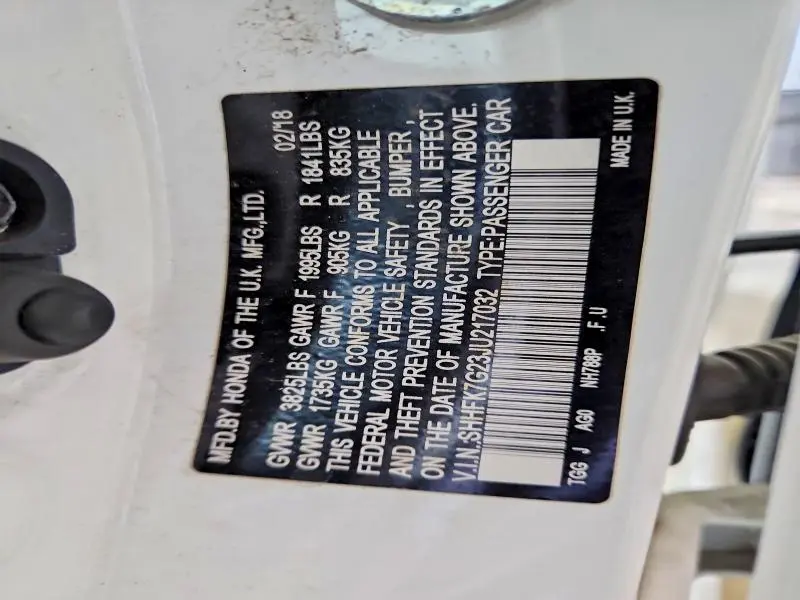 MFD.BY HONDA OF THE U.K. MFG.,LTD. 02/18
GVWR 3825LBS GAWR F 1995LBS R 1841LBS
GVWR 1735KG GAWR F 905KG R 835KG
THIS VEHICLE CONFORMS TO ALL APPLICABLE
FEDERAL MOTOR VEHICLE SAFETY , BUMPER ,
AND THEFT PREVENTION STANDARDS IN EFFECT
ON THE DATE OF MANUFACTURE SHOWN ABOVE.
V.I.N.:SHHFK7G23JU217032 TYPE:PASSENGER CAR
TGG J AG0 NH788P .F.U MADE IN U.K.